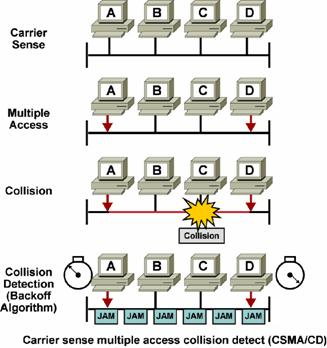 Carrier Sense
A B C D
Multiple Access
A B C D
Collision
A B C D
Collision
Collision Detection (Backoff Algorithm)
A B C D
JAM JAM JAM JAM JAM JAM
Carrier sense multiple access collision detect (CSMA/CD)